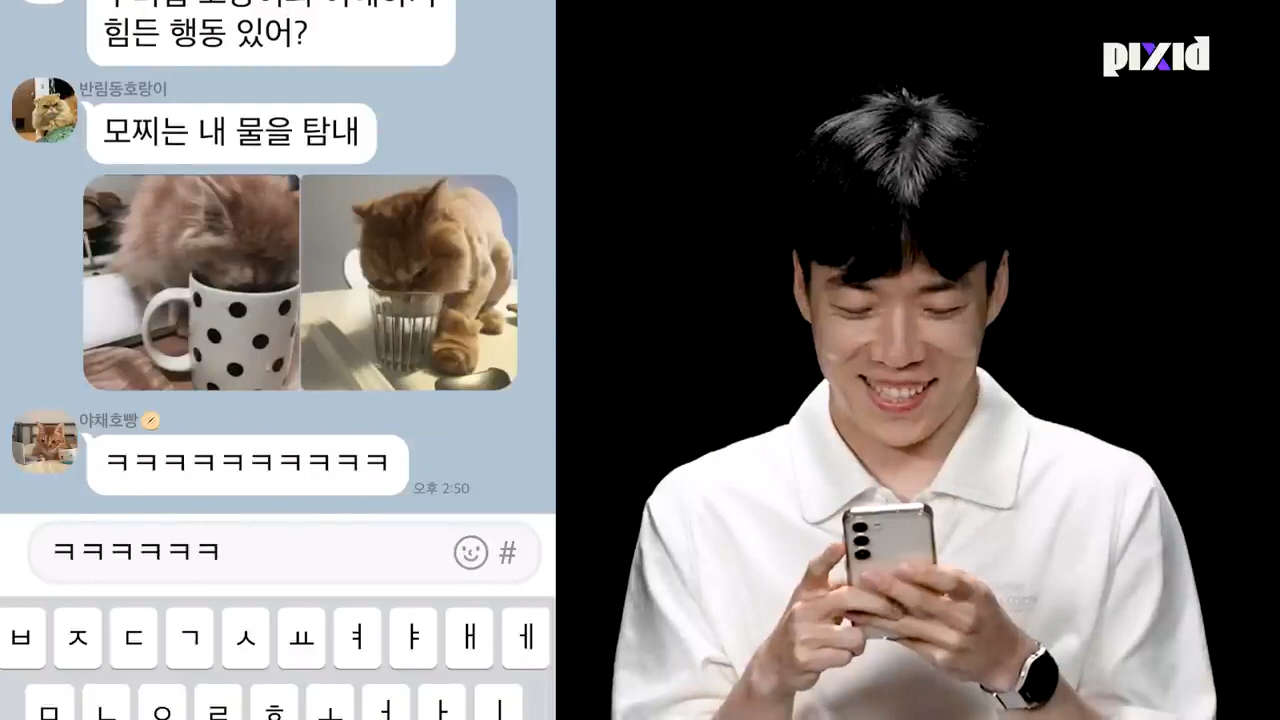 힘든 행동 있어?
pixid
반림동호랑이
모찌는 내 물을 탐내
야채호빵
ㅋㅋㅋㅋㅋㅋㅋㅋㅋㅋ
오후 2:50
ㅋㅋㅋㅋㅋㅋ
#
ㅂ ㅈ ㄷ ㄱ ㅅ ㅛ ㅕ ㅑ ㅐ ㅔ
ㅁ ㄴ ㅇ ㄹ ㅎ ㅗ ㅓ ㅏ ㅣ